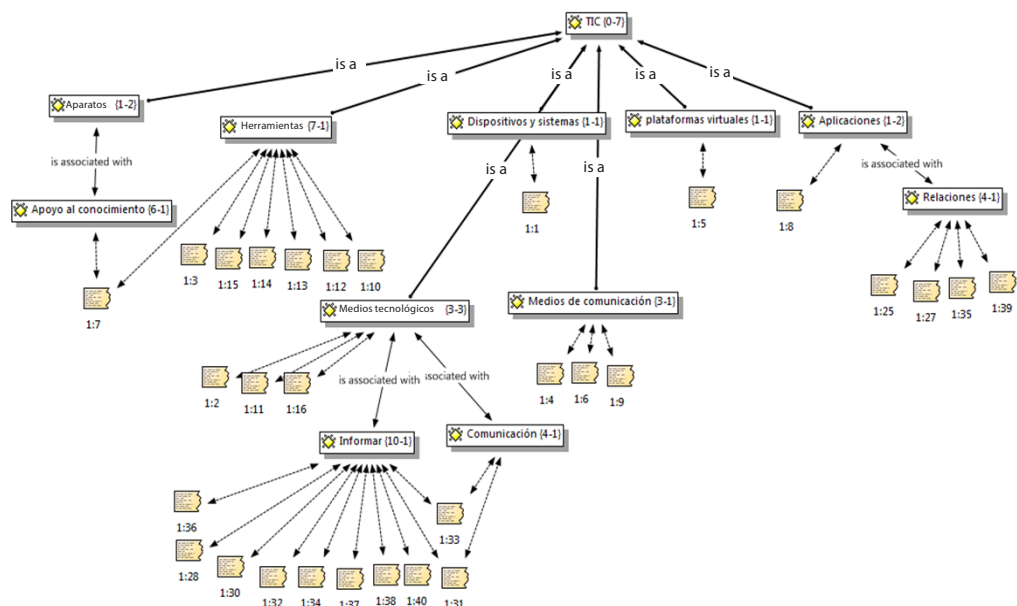 TIC {0-7}
is a
is a
is a
is a
is a
Aparatos {1-2}
Herramientas {7-1}
Dispositivos y sistemas {1-1}
plataformas virtuales {1-1}
Aplicaciones {1-2}
is associated with
is a
is a
is associated with
Apoyo al conocimiento {6-1}
Relaciones {4-1}
1:1
1:5
1:8
1:3
1:15
1:14
1:13
1:12
1:10
1:25
1:27
1:35
1:39
1:7
Medios tecnológicos {3-3}
Medios de comunicación {3-1}
1:2
1:11
1:16
is associated with
isociated with
1:4
1:6
1:9
Informar {10-1}
Comunicación {4-1}
1:36
1:33
1:28
1:30
1:32
1:34
1:37
1:38
1:40
1:31